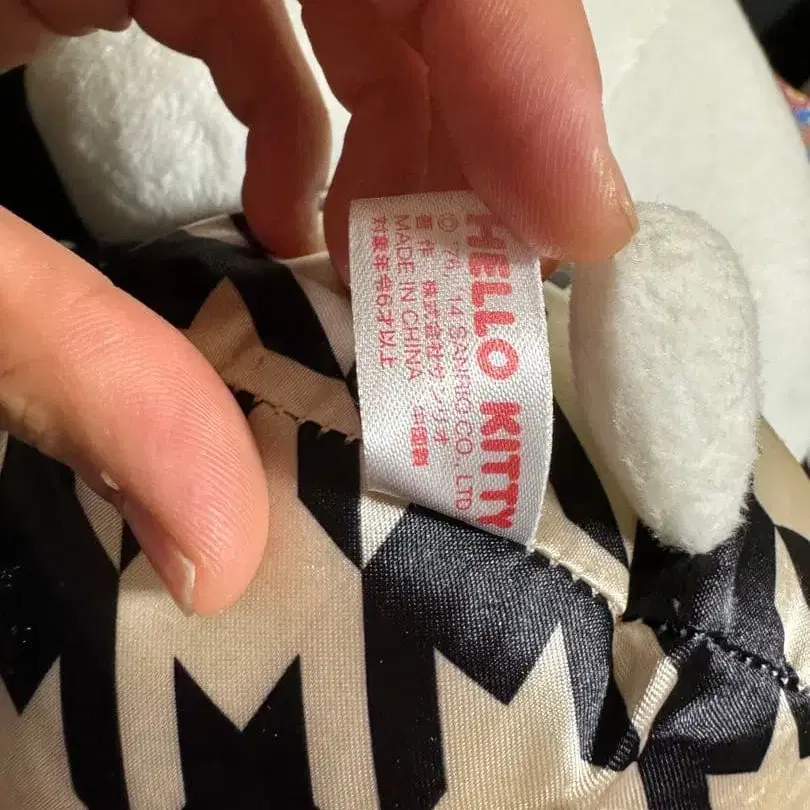 HELLO KITTY
© '76, '14 SANRIO CO., LTD.
著作 株式会社サンリオ 中国製
MADE IN CHINA
対象年令6才以上